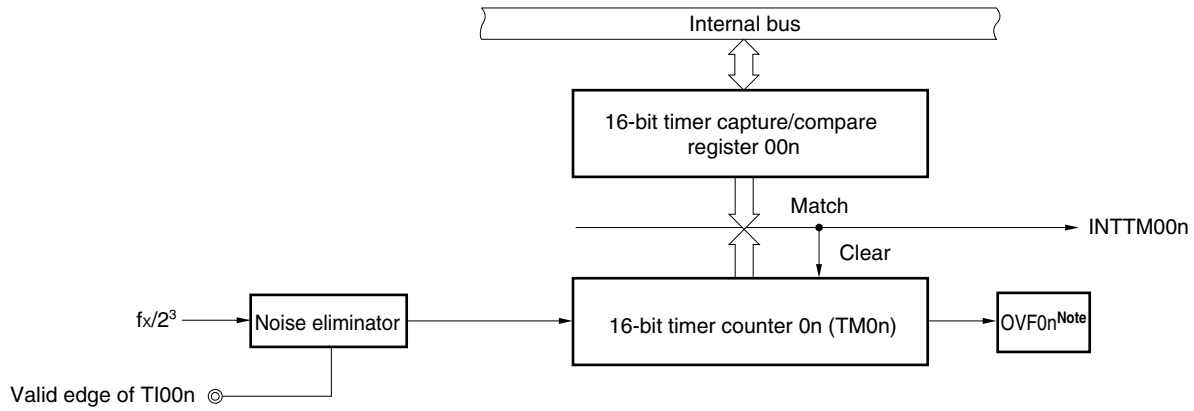 Internal bus
16-bit timer capture/compare
register 00n
Match
INTTM00n
Clear
fx/2³
Noise eliminator
16-bit timer counter 0n (TM0n)
OVF0nNote
Valid edge of TI00n